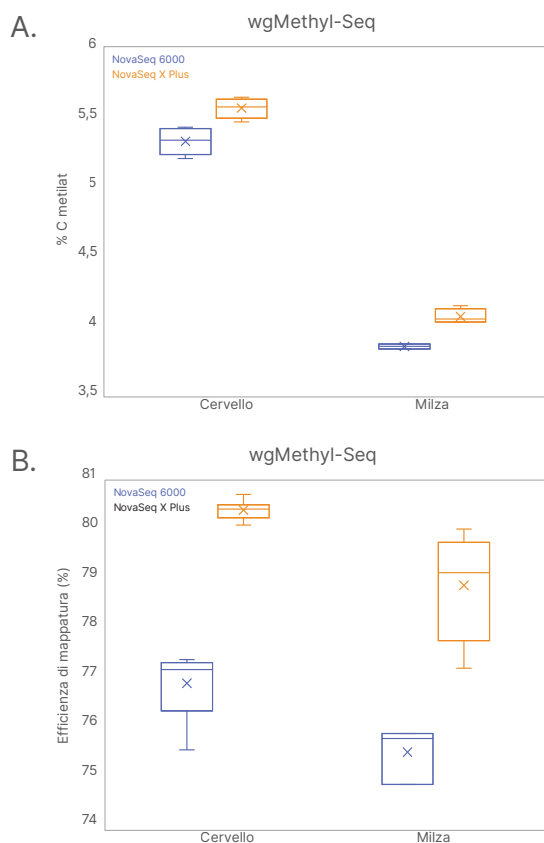 A.
wgMethyl-Seq
6
5,5
5
4,5
4
3,5
% C metilat
NovaSeq 6000
NovaSeq X Plus
Cervello Milza
B.
wgMethyl-Seq
81
80
79
78
77
76
75
74
Efficienza di mappatura (%)
NovaSeq 6000
NovaSeq X Plus
Cervello Milza